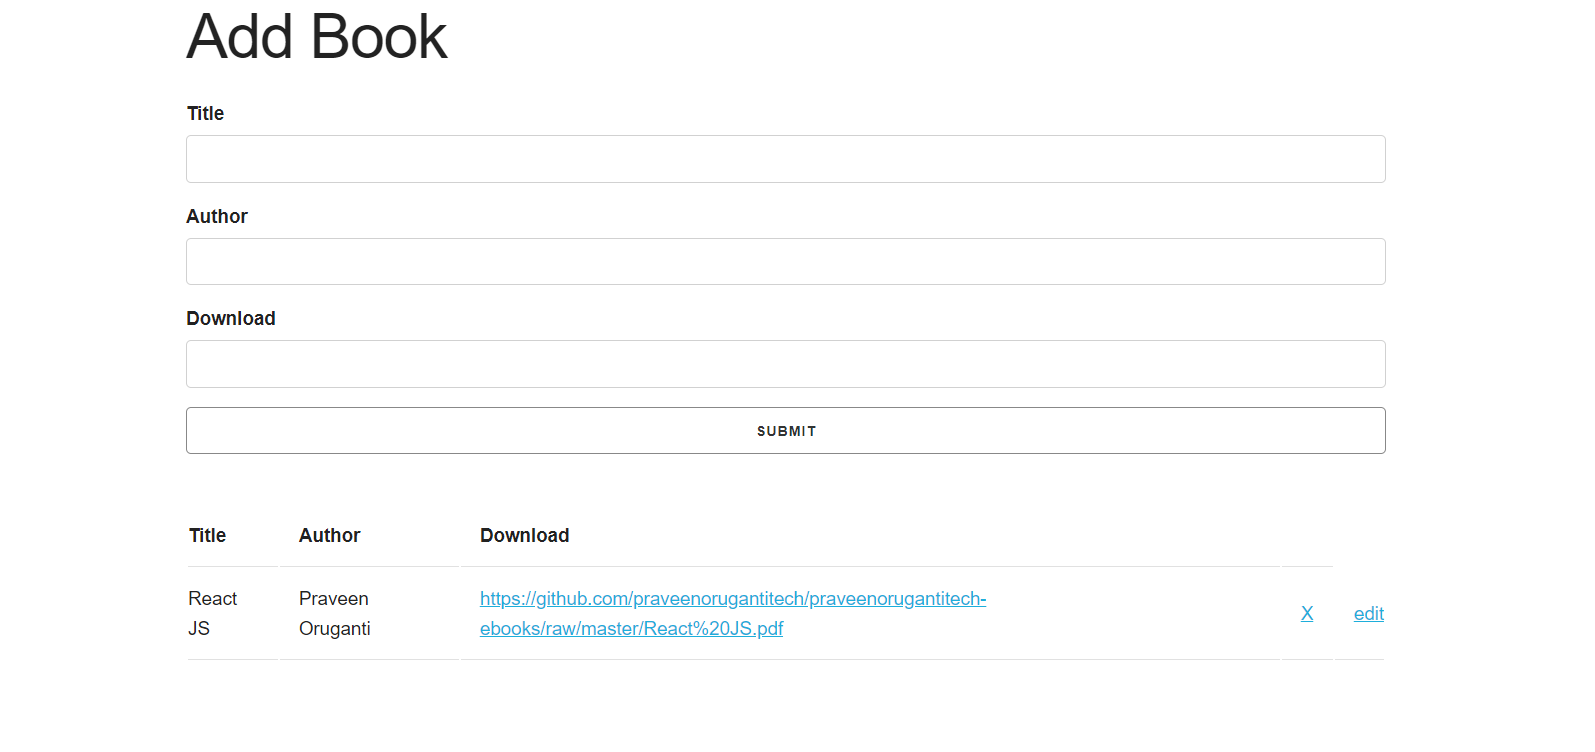 Add Book
Title
Author
Download
SUBMIT
Title Author Download
React JS Praveen Oruganti https://github.com/praveenorugantitech/praveenorugantitech-ebooks/raw/master/React%20JS.pdf X edit